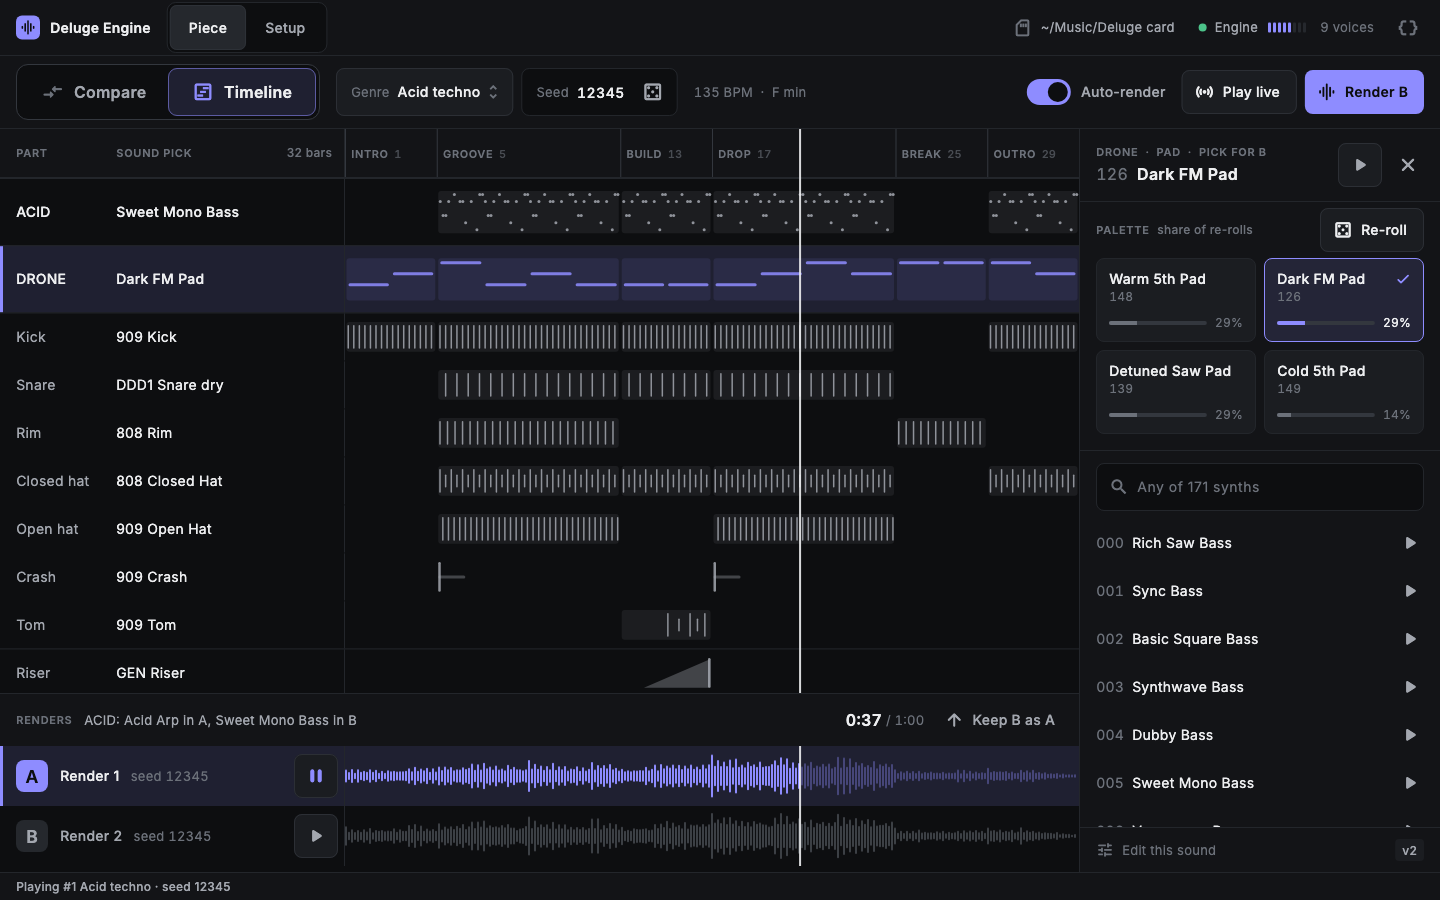 Deluge Engine Piece Setup ~/Music/Deluge card Engine 9 voices
Compare Timeline Genre Acid techno Seed 12345 135 BPM · F min Auto-render Play live Render B
PART SOUND PICK 32 bars INTRO 1 GROOVE 5 BUILD 13 DROP 17 BREAK 25 OUTRO 29
ACID Sweet Mono Bass
DRONE Dark FM Pad
Kick 909 Kick
Snare DDD1 Snare dry
Rim 808 Rim
Closed hat 808 Closed Hat
Open hat 909 Open Hat
Crash 909 Crash
Tom 909 Tom
Riser GEN Riser
DRONE · PAD · PICK FOR B
126 Dark FM Pad
PALETTE share of re-rolls Re-roll
Warm 5th Pad
148
29%
Dark FM Pad
126
29%
Detuned Saw Pad
139
29%
Cold 5th Pad
149
14%
Any of 171 synths
000 Rich Saw Bass
001 Sync Bass
002 Basic Square Bass
003 Synthwave Bass
004 Dubby Bass
005 Sweet Mono Bass
Edit this sound v2
RENDERS ACID: Acid Arp in A, Sweet Mono Bass in B 0:37 / 1:00 Keep B as A
A Render 1 seed 12345
B Render 2 seed 12345
Playing #1 Acid techno · seed 12345